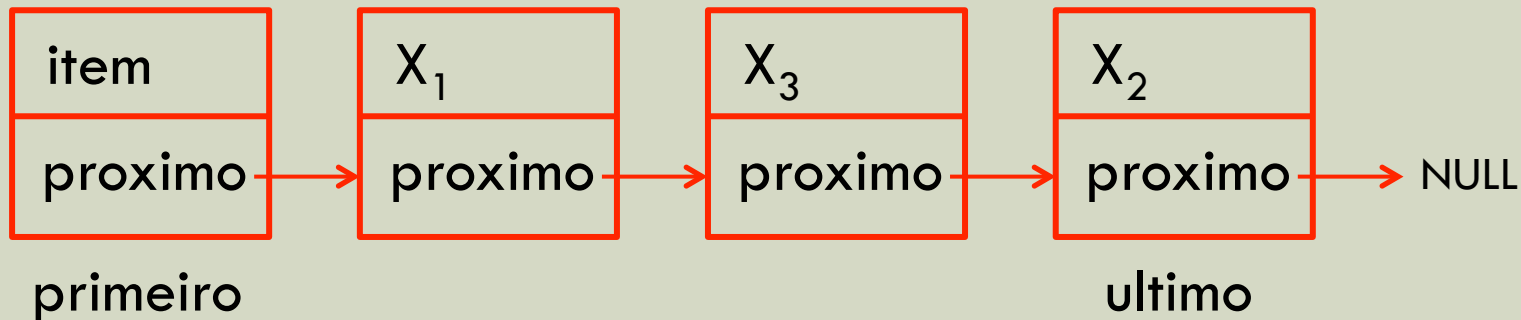 item X₁ X₃ X₂
proximo proximo proximo proximo NULL
primeiro ultimo